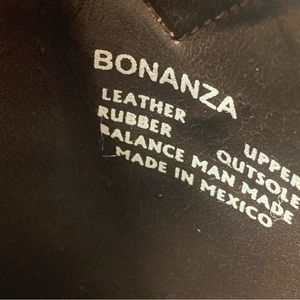 BONANZA
LEATHER UPPER
RUBBER OUTSOLE
BALANCE MAN MADE
MADE IN MEXICO